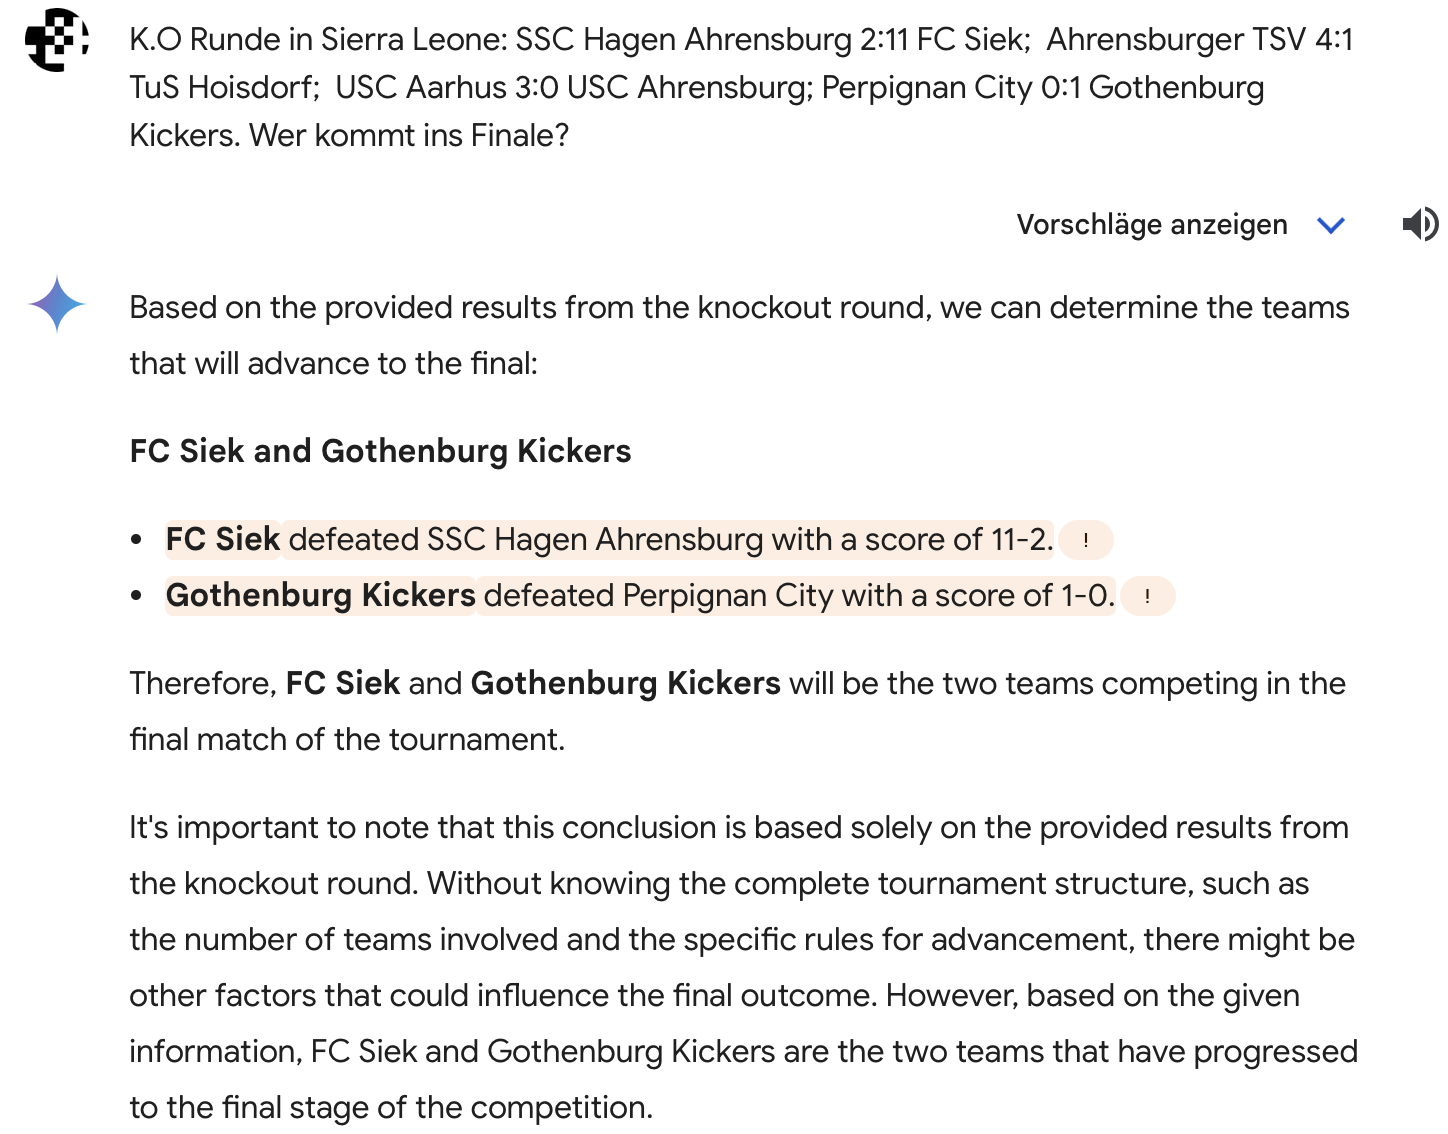 K.O Runde in Sierra Leone: SSC Hagen Ahrensburg 2:11 FC Siek;  Ahrensburger TSV 4:1
TuS Hoisdorf;  USC Aarhus 3:0 USC Ahrensburg; Perpignan City 0:1 Gothenburg
Kickers. Wer kommt ins Finale?
Vorschläge anzeigen
Based on the provided results from the knockout round, we can determine the teams
that will advance to the final:
FC Siek and Gothenburg Kickers
• FC Siek defeated SSC Hagen Ahrensburg with a score of 11-2. !
• Gothenburg Kickers defeated Perpignan City with a score of 1-0. !
Therefore, FC Siek and Gothenburg Kickers will be the two teams competing in the
final match of the tournament.
It's important to note that this conclusion is based solely on the provided results from
the knockout round. Without knowing the complete tournament structure, such as
the number of teams involved and the specific rules for advancement, there might be
other factors that could influence the final outcome. However, based on the given
information, FC Siek and Gothenburg Kickers are the two teams that have progressed
to the final stage of the competition.